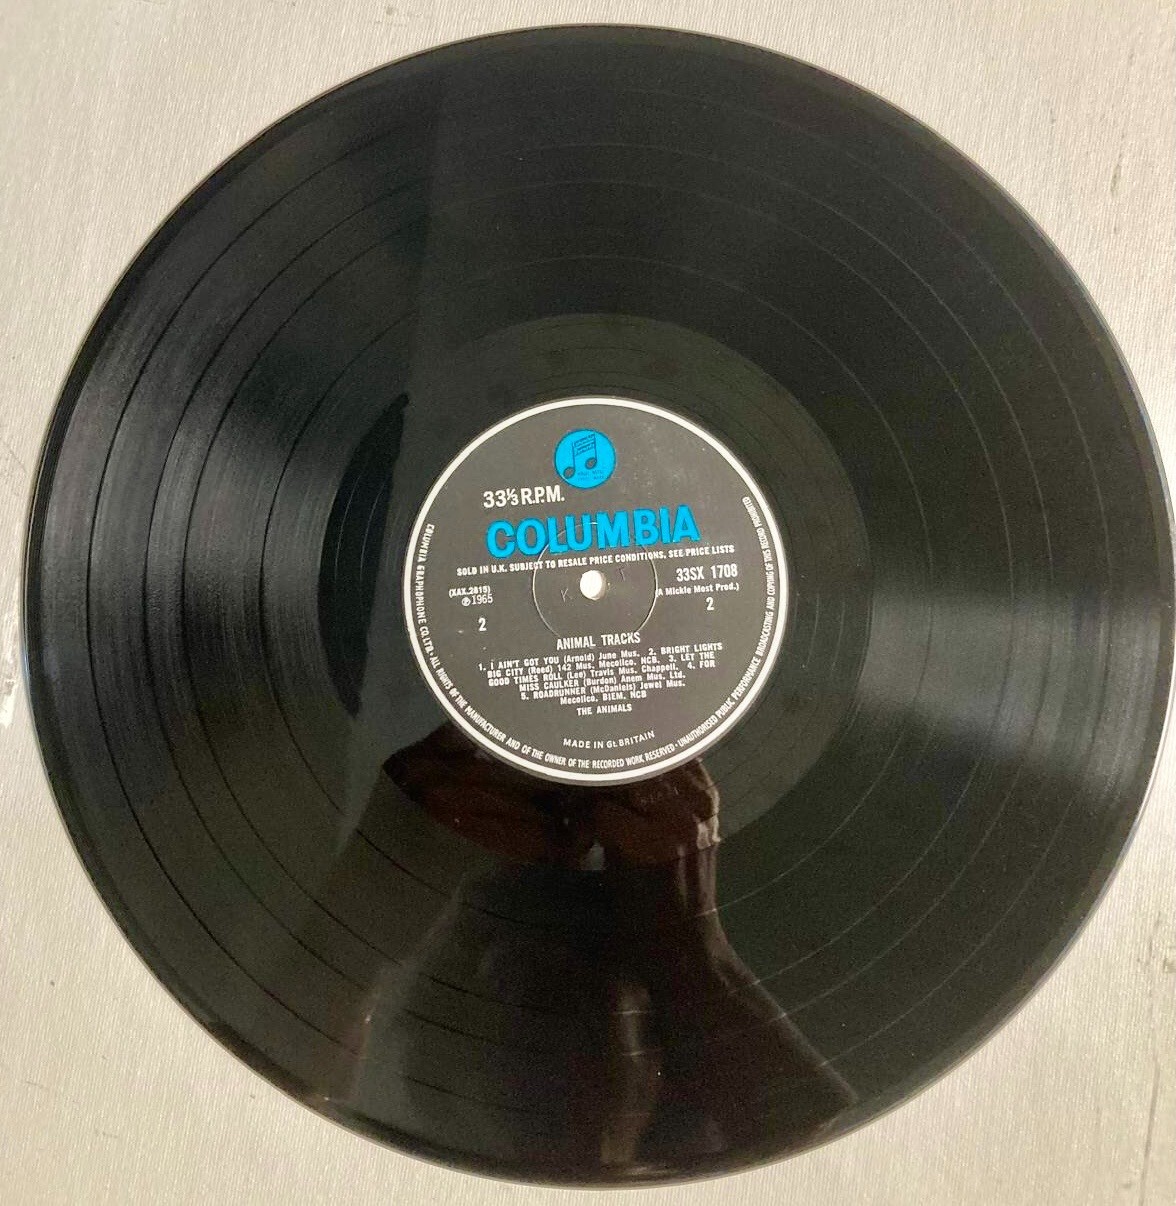 33⅓ R.P.M.
COLUMBIA
SOLD IN U.K. SUBJECT TO RESALE PRICE CONDITIONS, SEE PRICE LISTS
(XAX.2815)
℗1965
2
33SX 1708
(A Mickie Most Prod.)
2
ANIMAL TRACKS
1. I AIN'T GOT YOU (Arnold) June Mus. 2. BRIGHT LIGHTS
BIG CITY (Reed) 142 Mus. Mecolico, NCB. 3. LET THE
GOOD TIMES ROLL (Lee) Travis Mus. Chappell. 4. FOR
MISS CAULKER (Burdon) Anem Mus. Ltd.
5. ROADRUNNER (McDaniels) Jewel Mus.
Mecolico, BIEM, NCB
THE ANIMALS
MADE IN Gt. BRITAIN
COLUMBIA GRAPHOPHONE CO. LTD. · ALL RIGHTS OF THE MANUFACTURER AND OF THE OWNER OF THE RECORDED WORK RESERVED · UNAUTHORISED PUBLIC PERFORMANCE BROADCASTING AND COPYING OF THIS RECORD PROHIBITED